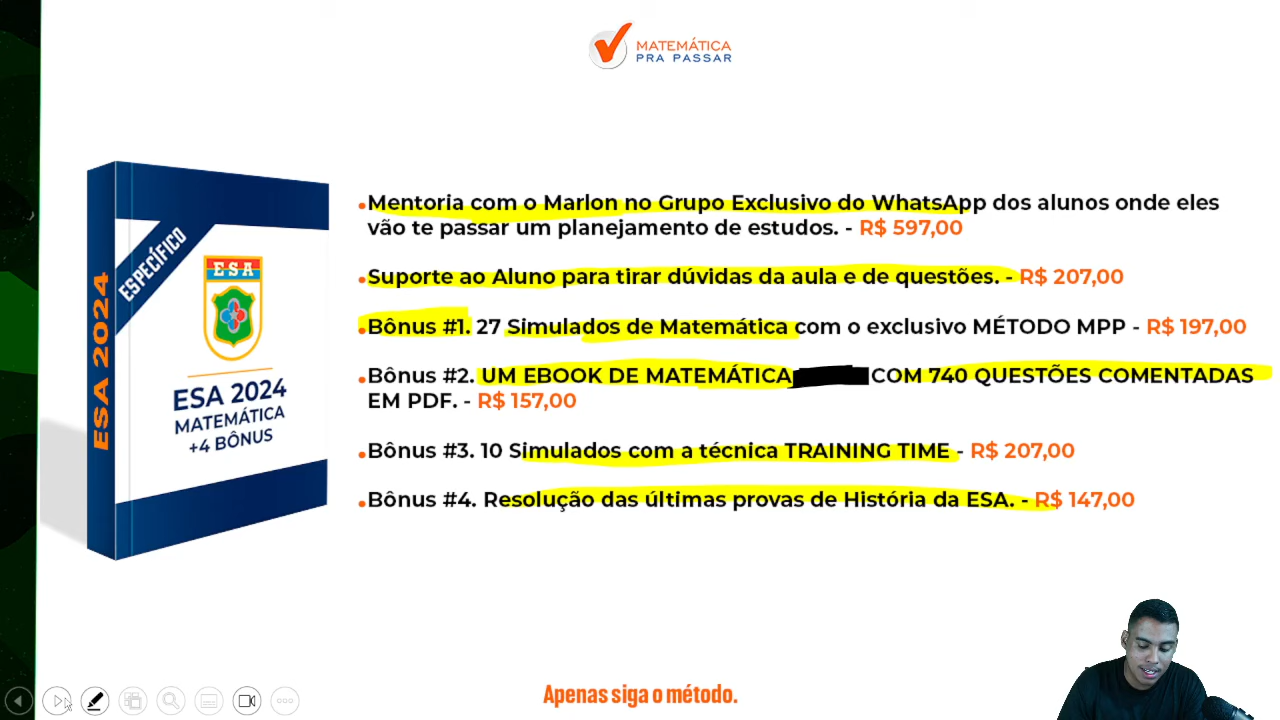 MATEMÁTICA
PRA PASSAR
•Mentoria com o Marlon no Grupo Exclusivo do WhatsApp dos alunos onde eles
vão te passar um planejamento de estudos. - R$ 597,00
•Suporte ao Aluno para tirar dúvidas da aula e de questões. - R$ 207,00
•Bônus #1. 27 Simulados de Matemática com o exclusivo MÉTODO MPP - R$ 197,00
•Bônus #2. UM EBOOK DE MATEMÁTICA COM 740 QUESTÕES COMENTADAS
EM PDF. - R$ 157,00
•Bônus #3. 10 Simulados com a técnica TRAINING TIME - R$ 207,00
•Bônus #4. Resolução das últimas provas de História da ESA. - R$ 147,00
ESA 2024
ESPECÍFICO
ESA
ESA 2024
MATEMÁTICA
+4 BÔNUS
Apenas siga o método.